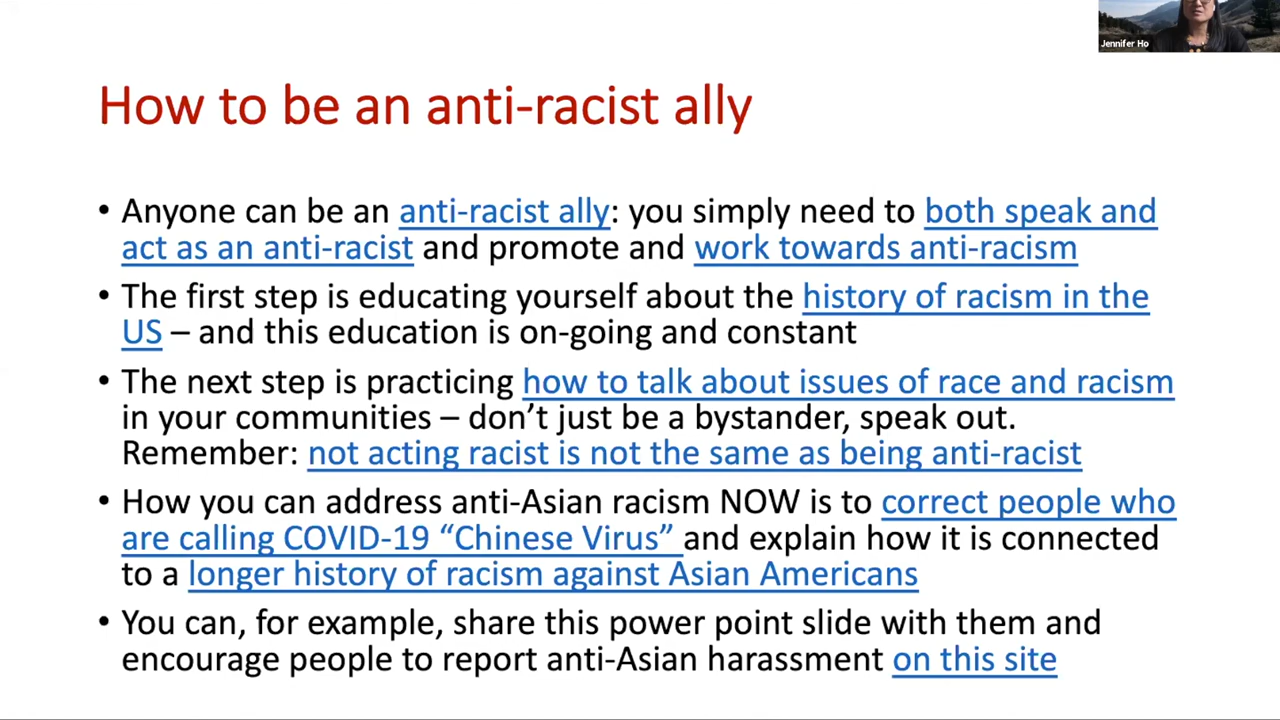 Jennifer Ho
How to be an anti-racist ally
• Anyone can be an anti-racist ally: you simply need to both speak and
act as an anti-racist and promote and work towards anti-racism
• The first step is educating yourself about the history of racism in the
US – and this education is on-going and constant
• The next step is practicing how to talk about issues of race and racism
in your communities – don’t just be a bystander, speak out.
Remember: not acting racist is not the same as being anti-racist
• How you can address anti-Asian racism NOW is to correct people who
are calling COVID-19 “Chinese Virus” and explain how it is connected
to a longer history of racism against Asian Americans
• You can, for example, share this power point slide with them and
encourage people to report anti-Asian harassment on this site